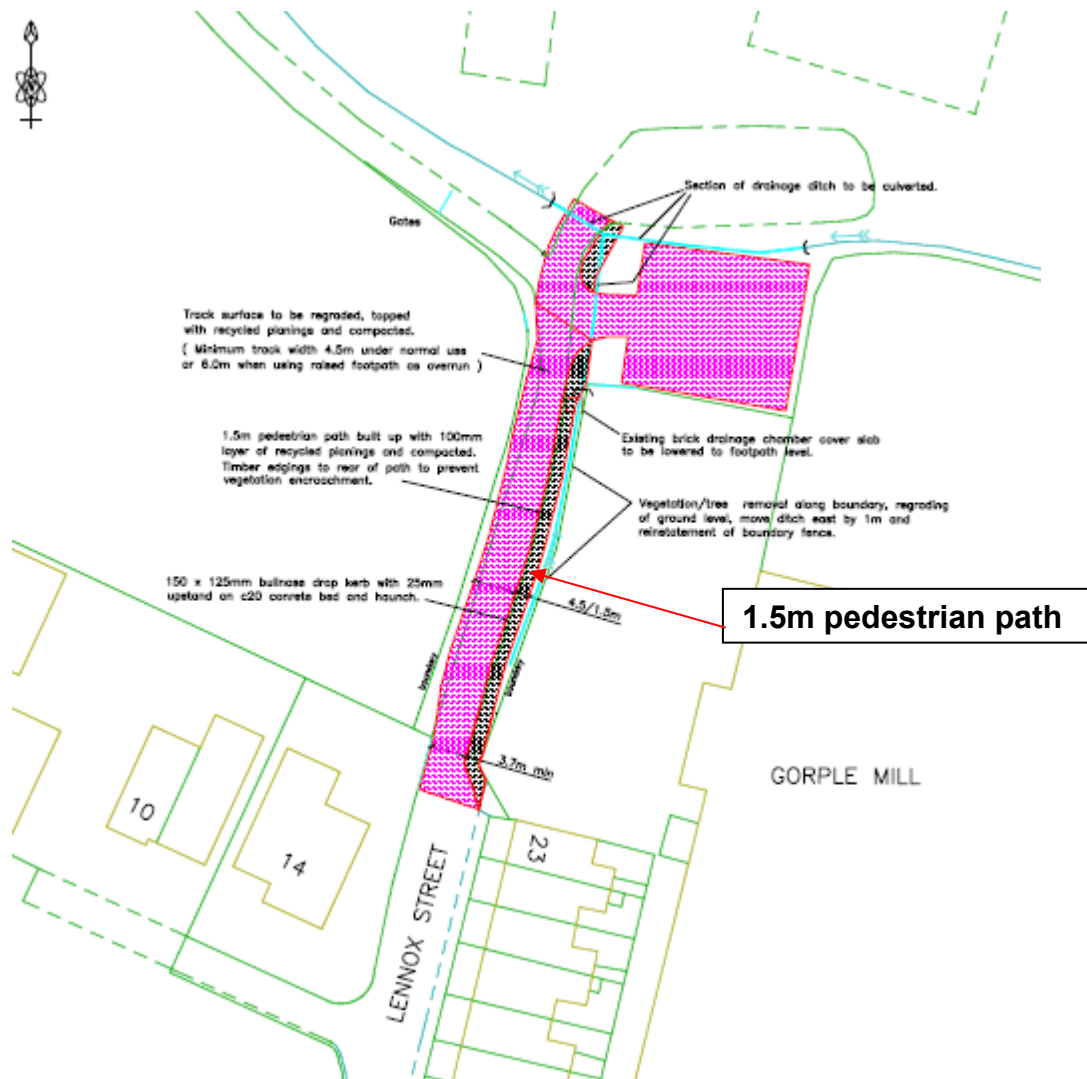 Section of drainage ditch to be culverted.
Gates
Track surface to be regraded, topped
with recycled planings and compacted.
( Minimum track width 4.5m under normal use
or 6.0m when using raised footpath as overrun )
1.5m pedestrian path built up with 100mm
layer of recycled planings and compacted.
Timber edgings to rear of path to prevent
vegetation encroachment.
Existing brick drainage chamber cover slab
to be lowered to footpath level.
Vegetation/tree removal along boundary, regrading
of ground level, move ditch east by 1m and
reinstatement of boundary fence.
150 x 125mm bullnose drop kerb with 25mm
upstand on c20 conrete bed and haunch.
4.5/1.5m
1.5m pedestrian path
boundary
boundary
3.7m min
GORPLE MILL
10
14
23
LENNOX STREET